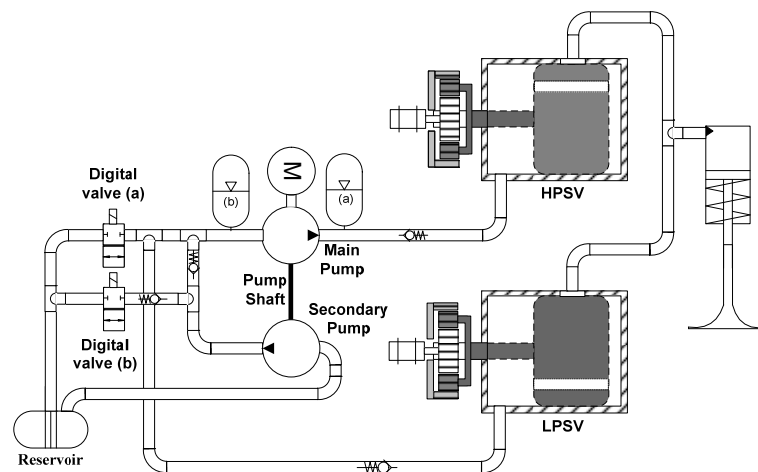 HPSV
Digital
valve (a)
(b)
M
(a)
Main
Pump
Pump
Shaft
Secondary
Pump
Digital
valve (b)
LPSV
Reservoir